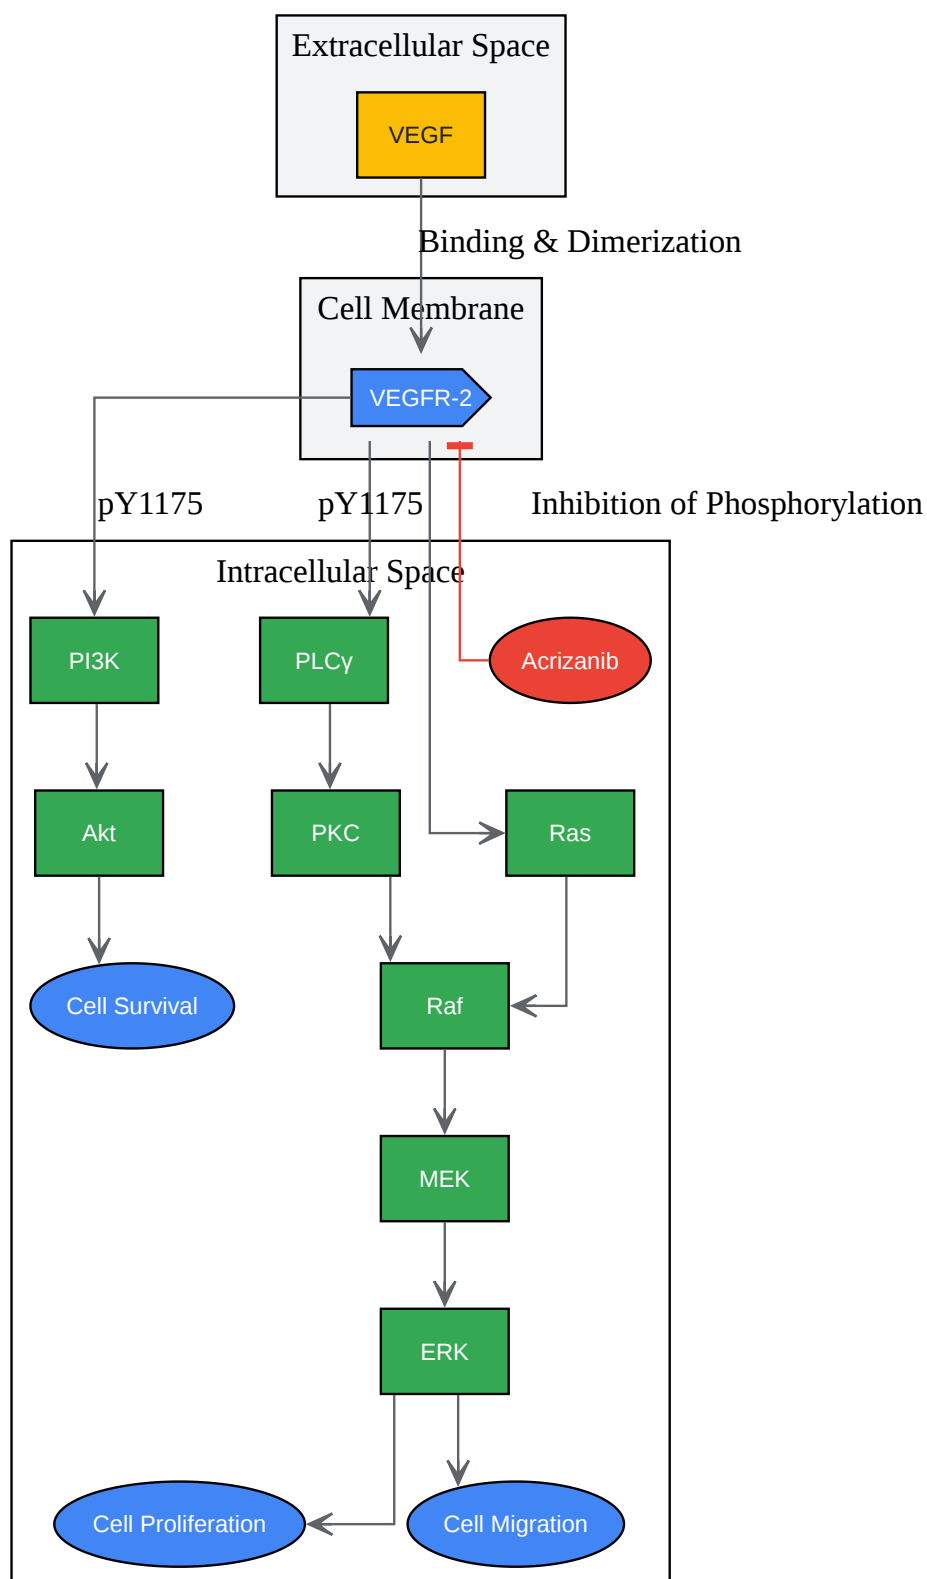 Extracellular Space
VEGF
Binding & Dimerization
Cell Membrane
VEGFR-2
pY1175
pY1175
Inhibition of Phosphorylation
Intracellular Space
PI3K
PLCγ
Acrizanib
Akt
PKC
Ras
Cell Survival
Raf
MEK
ERK
Cell Proliferation
Cell Migration